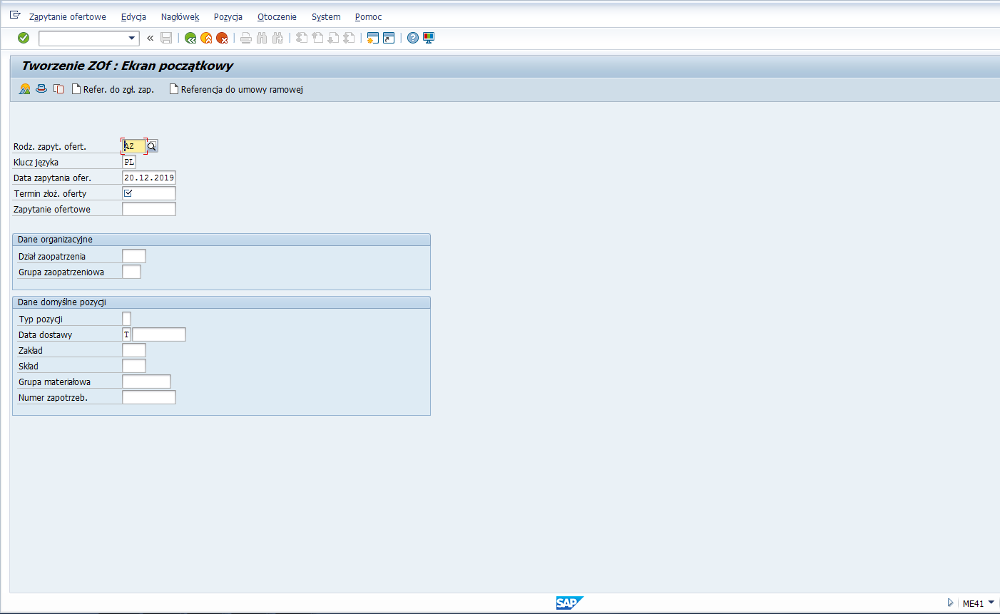 Zapytanie ofertowe Edycja Nagłówek Pozycja Otoczenie System Pomoc
Tworzenie ZOf : Ekran początkowy
Refer. do zgł. zap. Referencja do umowy ramowej
Rodz. zapyt. ofert. AZ
Klucz języka PL
Data zapytania ofer. 20.12.2019
Termin złoż. oferty
Zapytanie ofertowe
Dane organizacyjne
Dział zaopatrzenia
Grupa zaopatrzeniowa
Dane domyślne pozycji
Typ pozycji
Data dostawy T
Zakład
Skład
Grupa materiałowa
Numer zapotrzeb.
SAP ME41